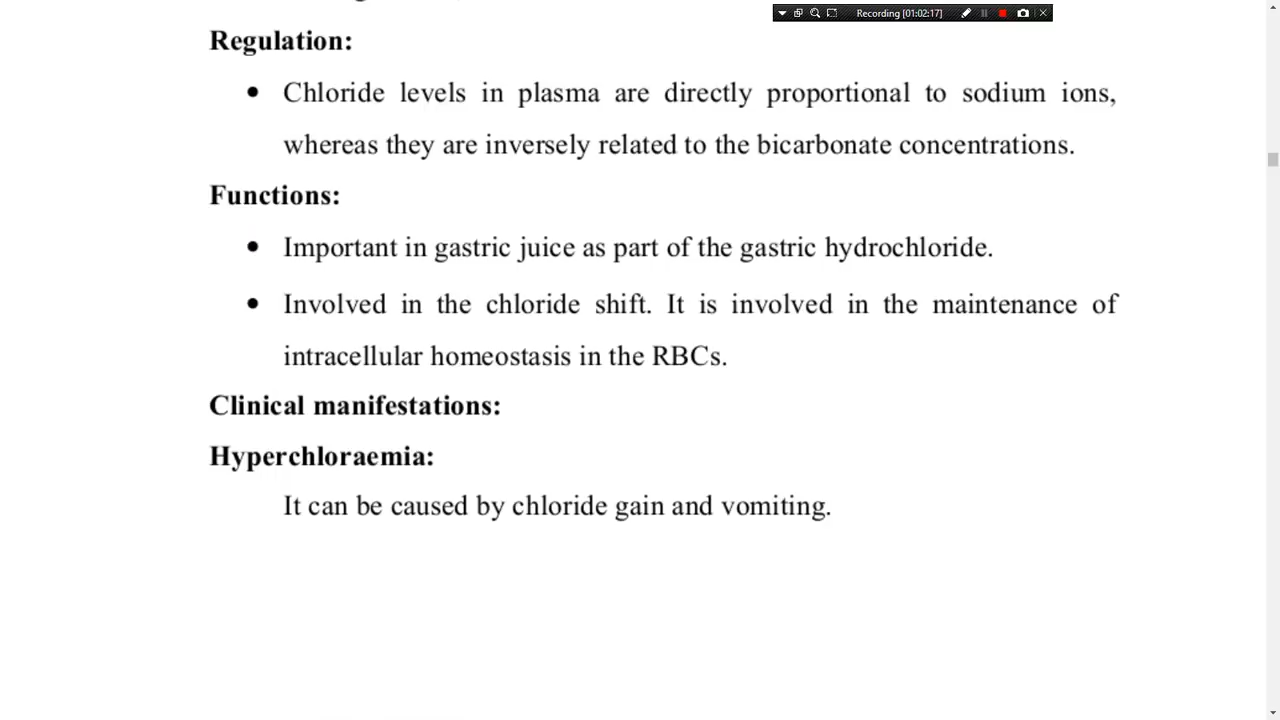 Recording [01:02:17]
Regulation:
• Chloride levels in plasma are directly proportional to sodium ions,
whereas they are inversely related to the bicarbonate concentrations.
Functions:
• Important in gastric juice as part of the gastric hydrochloride.
• Involved in the chloride shift. It is involved in the maintenance of
intracellular homeostasis in the RBCs.
Clinical manifestations:
Hyperchloraemia:
It can be caused by chloride gain and vomiting.